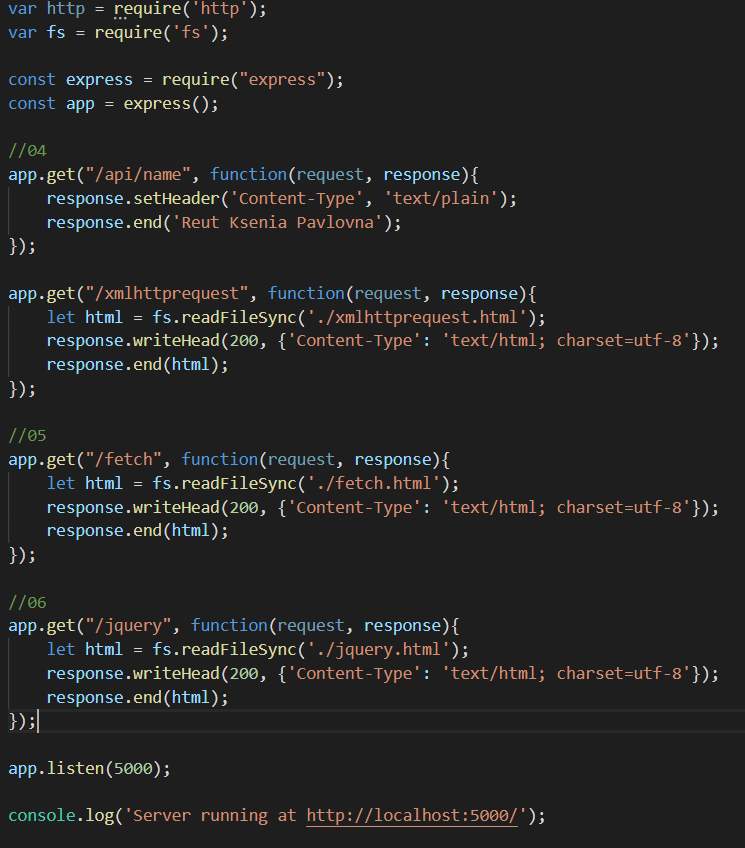 var http = require('http');
var fs = require('fs');
const express = require("express");
const app = express();
//04
app.get("/api/name", function(request, response){
    response.setHeader('Content-Type', 'text/plain');
    response.end('Reut Ksenia Pavlovna');
});
app.get("/xmlhttprequest", function(request, response){
    let html = fs.readFileSync('./xmlhttprequest.html');
    response.writeHead(200, {'Content-Type': 'text/html; charset=utf-8'});
    response.end(html);
});
//05
app.get("/fetch", function(request, response){
    let html = fs.readFileSync('./fetch.html');
    response.writeHead(200, {'Content-Type': 'text/html; charset=utf-8'});
    response.end(html);
});
//06
app.get("/jquery", function(request, response){
    let html = fs.readFileSync('./jquery.html');
    response.writeHead(200, {'Content-Type': 'text/html; charset=utf-8'});
    response.end(html);
});
app.listen(5000);
console.log('Server running at http://localhost:5000/');